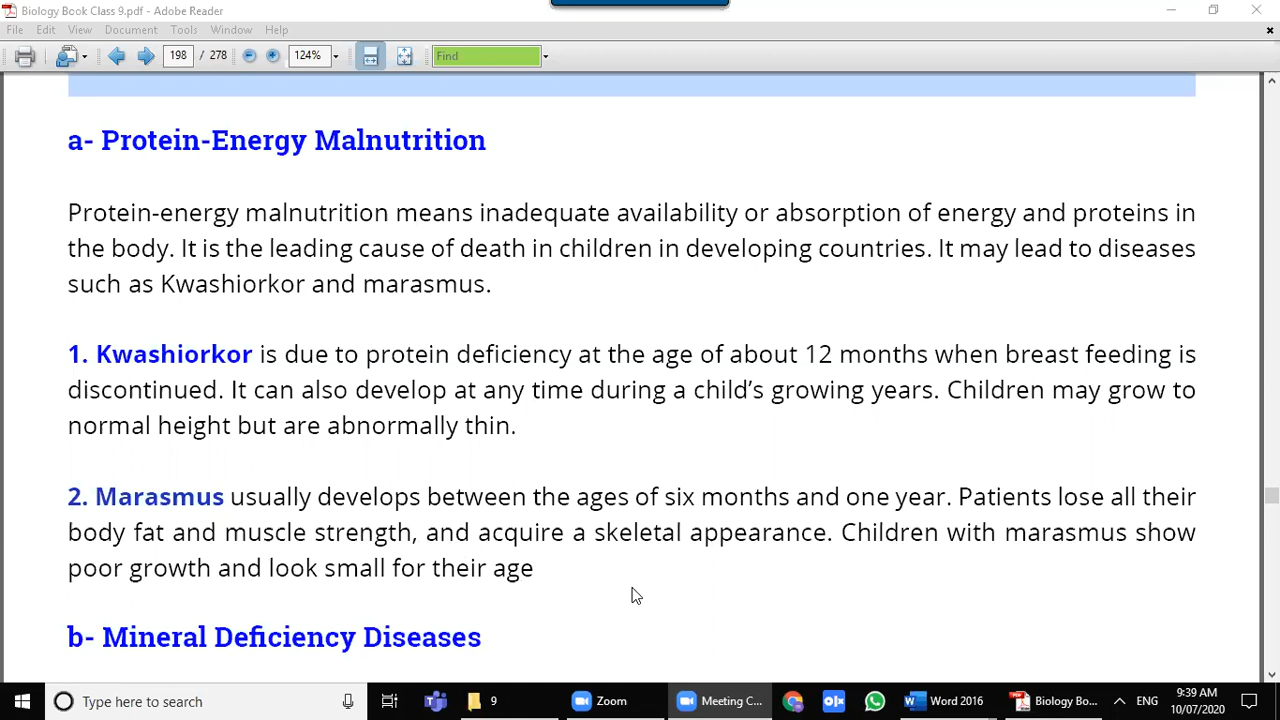 Biology Book Class 9.pdf - Adobe Reader
File Edit View Document Tools Window Help
198 / 278 124% Find
a- Protein-Energy Malnutrition
Protein-energy malnutrition means inadequate availability or absorption of energy and proteins in
the body. It is the leading cause of death in children in developing countries. It may lead to diseases
such as Kwashiorkor and marasmus.
1. Kwashiorkor is due to protein deficiency at the age of about 12 months when breast feeding is
discontinued. It can also develop at any time during a child’s growing years. Children may grow to
normal height but are abnormally thin.
2. Marasmus usually develops between the ages of six months and one year. Patients lose all their
body fat and muscle strength, and acquire a skeletal appearance. Children with marasmus show
poor growth and look small for their age
b- Mineral Deficiency Diseases
Type here to search 9 Zoom Meeting C... Word 2016 Biology Bo... ENG 9:39 AM
10/07/2020